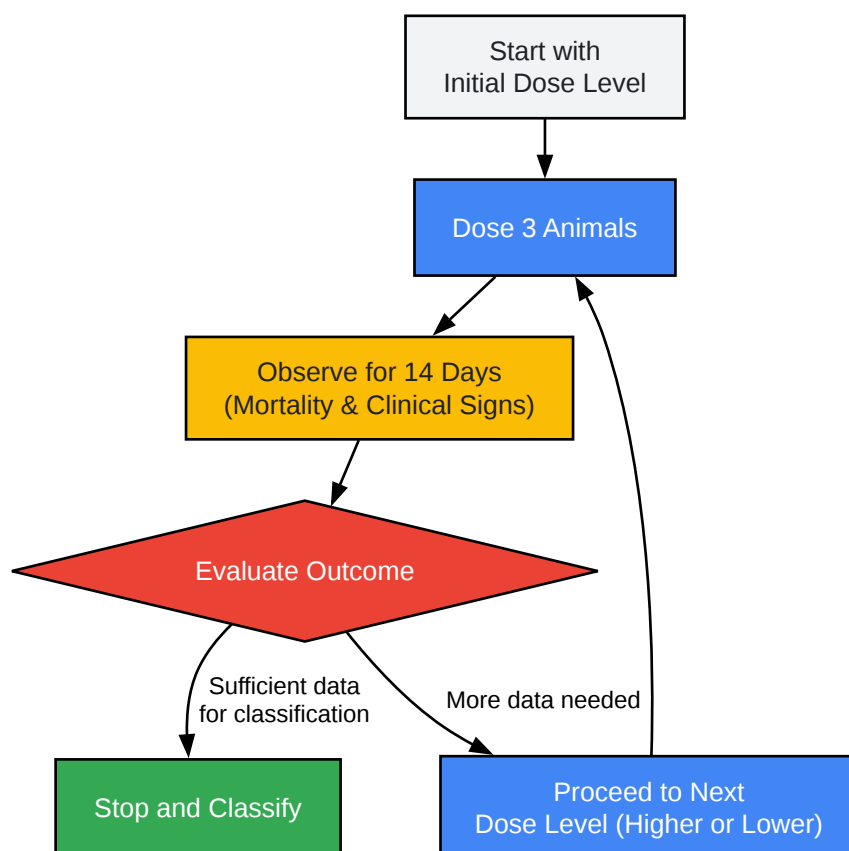 Start with
Initial Dose Level
Dose 3 Animals
Observe for 14 Days
(Mortality & Clinical Signs)
Evaluate Outcome
Sufficient data
for classification
More data needed
Stop and Classify
Proceed to Next
Dose Level (Higher or Lower)